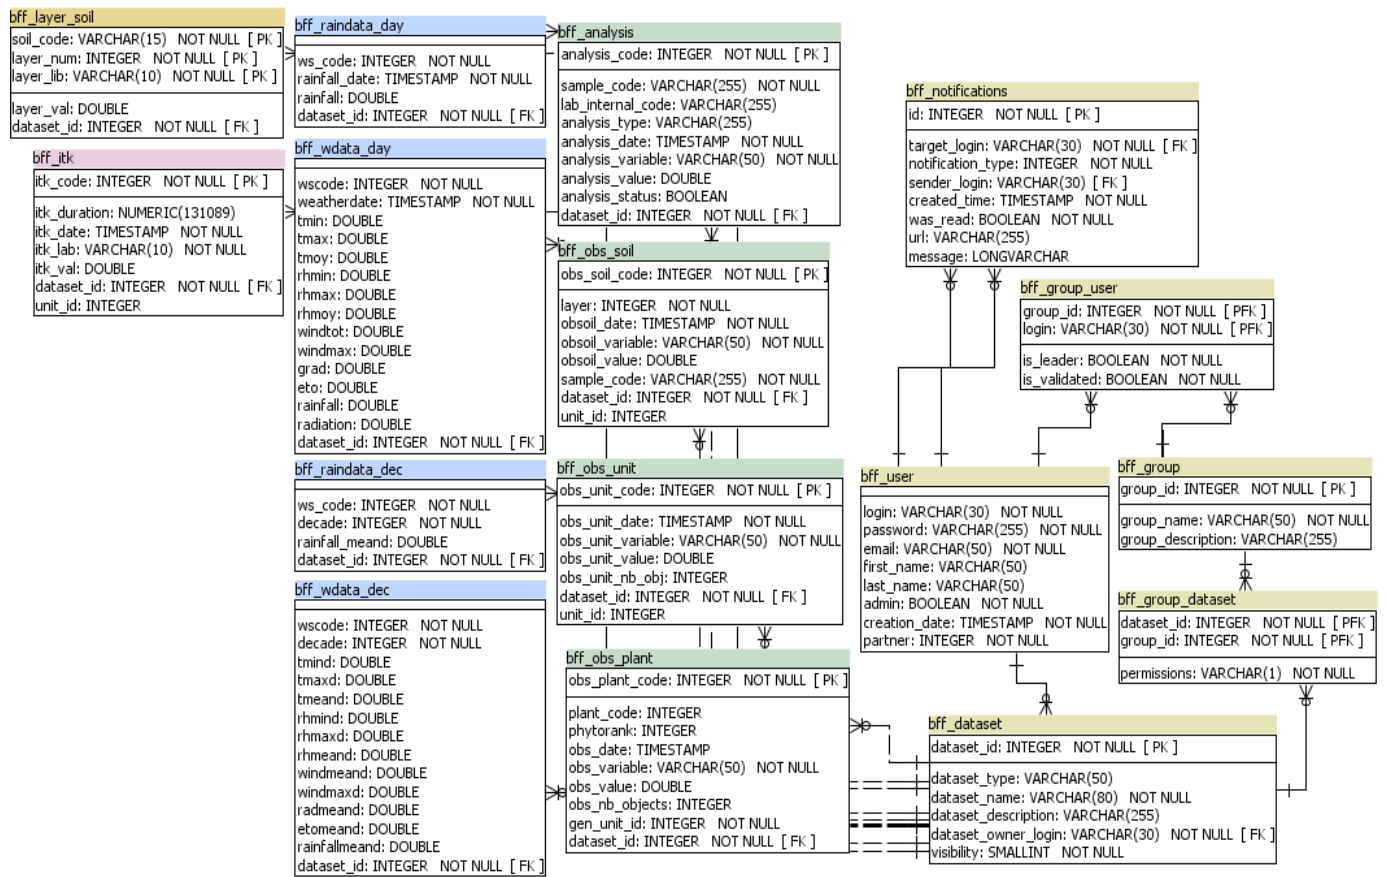 bff_layer_soil
soil_code: VARCHAR(15) NOT NULL [ PK ]
layer_num: INTEGER NOT NULL [ PK ]
layer_lib: VARCHAR(10) NOT NULL [ PK ]
layer_val: DOUBLE
dataset_id: INTEGER NOT NULL [ FK ]
bff_itk
itk_code: INTEGER NOT NULL [ PK ]
itk_duration: NUMERIC(131089)
itk_date: TIMESTAMP NOT NULL
itk_lab: VARCHAR(10) NOT NULL
itk_val: DOUBLE
dataset_id: INTEGER NOT NULL [ FK ]
unit_id: INTEGER
bff_raindata_day
ws_code: INTEGER NOT NULL
rainfall_date: TIMESTAMP NOT NULL
rainfall: DOUBLE
dataset_id: INTEGER NOT NULL [ FK ]
bff_wdata_day
wscode: INTEGER NOT NULL
weatherdate: TIMESTAMP NOT NULL
tmin: DOUBLE
tmax: DOUBLE
tmoy: DOUBLE
rhmin: DOUBLE
rhmax: DOUBLE
rhmoy: DOUBLE
windtot: DOUBLE
windmax: DOUBLE
grad: DOUBLE
eto: DOUBLE
rainfall: DOUBLE
radiation: DOUBLE
dataset_id: INTEGER NOT NULL [ FK ]
bff_raindata_dec
ws_code: INTEGER NOT NULL
decade: INTEGER NOT NULL
rainfall_meand: DOUBLE
dataset_id: INTEGER NOT NULL [ FK ]
bff_wdata_dec
wscode: INTEGER NOT NULL
decade: INTEGER NOT NULL
tmind: DOUBLE
tmaxd: DOUBLE
tmeand: DOUBLE
rhmind: DOUBLE
rhmaxd: DOUBLE
rhmeand: DOUBLE
windmeand: DOUBLE
windmaxd: DOUBLE
radmeand: DOUBLE
etomeand: DOUBLE
rainfallmeand: DOUBLE
dataset_id: INTEGER NOT NULL [ FK ]
bff_analysis
analysis_code: INTEGER NOT NULL [ PK ]
sample_code: VARCHAR(255) NOT NULL
lab_internal_code: VARCHAR(255)
analysis_type: VARCHAR(255)
analysis_date: TIMESTAMP NOT NULL
analysis_variable: VARCHAR(50) NOT NULL
analysis_value: DOUBLE
analysis_status: BOOLEAN
dataset_id: INTEGER NOT NULL [ FK ]
bff_obs_soil
obs_soil_code: INTEGER NOT NULL [ PK ]
layer: INTEGER NOT NULL
obsoil_date: TIMESTAMP NOT NULL
obsoil_variable: VARCHAR(50) NOT NULL
obsoil_value: DOUBLE
sample_code: VARCHAR(255) NOT NULL
dataset_id: INTEGER NOT NULL [ FK ]
unit_id: INTEGER
bff_obs_unit
obs_unit_code: INTEGER NOT NULL [ PK ]
obs_unit_date: TIMESTAMP NOT NULL
obs_unit_variable: VARCHAR(50) NOT NULL
obs_unit_value: DOUBLE
obs_unit_nb_obj: INTEGER
dataset_id: INTEGER NOT NULL [ FK ]
unit_id: INTEGER
bff_obs_plant
obs_plant_code: INTEGER NOT NULL [ PK ]
plant_code: INTEGER
phytorank: INTEGER
obs_date: TIMESTAMP
obs_variable: VARCHAR(50) NOT NULL
obs_value: DOUBLE
obs_nb_objects: INTEGER
gen_unit_id: INTEGER NOT NULL
dataset_id: INTEGER NOT NULL [ FK ]
bff_notifications
id: INTEGER NOT NULL [ PK ]
target_login: VARCHAR(30) NOT NULL [ FK ]
notification_type: INTEGER NOT NULL
sender_login: VARCHAR(30) [ FK ]
created_time: TIMESTAMP NOT NULL
was_read: BOOLEAN NOT NULL
url: VARCHAR(255)
message: LONGVARCHAR
bff_group_user
group_id: INTEGER NOT NULL [ PFK ]
login: VARCHAR(30) NOT NULL [ PFK ]
is_leader: BOOLEAN NOT NULL
is_validated: BOOLEAN NOT NULL
bff_user
login: VARCHAR(30) NOT NULL
password: VARCHAR(255) NOT NULL
email: VARCHAR(50) NOT NULL
first_name: VARCHAR(50)
last_name: VARCHAR(50)
admin: BOOLEAN NOT NULL
creation_date: TIMESTAMP NOT NULL
partner: INTEGER NOT NULL
bff_group
group_id: INTEGER NOT NULL [ PK ]
group_name: VARCHAR(50) NOT NULL
group_description: VARCHAR(255)
bff_group_dataset
dataset_id: INTEGER NOT NULL [ PFK ]
group_id: INTEGER NOT NULL [ PFK ]
permissions: VARCHAR(1) NOT NULL
bff_dataset
dataset_id: INTEGER NOT NULL [ PK ]
dataset_type: VARCHAR(50)
dataset_name: VARCHAR(80) NOT NULL
dataset_description: VARCHAR(255)
dataset_owner_login: VARCHAR(30) NOT NULL [ FK ]
visibility: SMALLINT NOT NULL